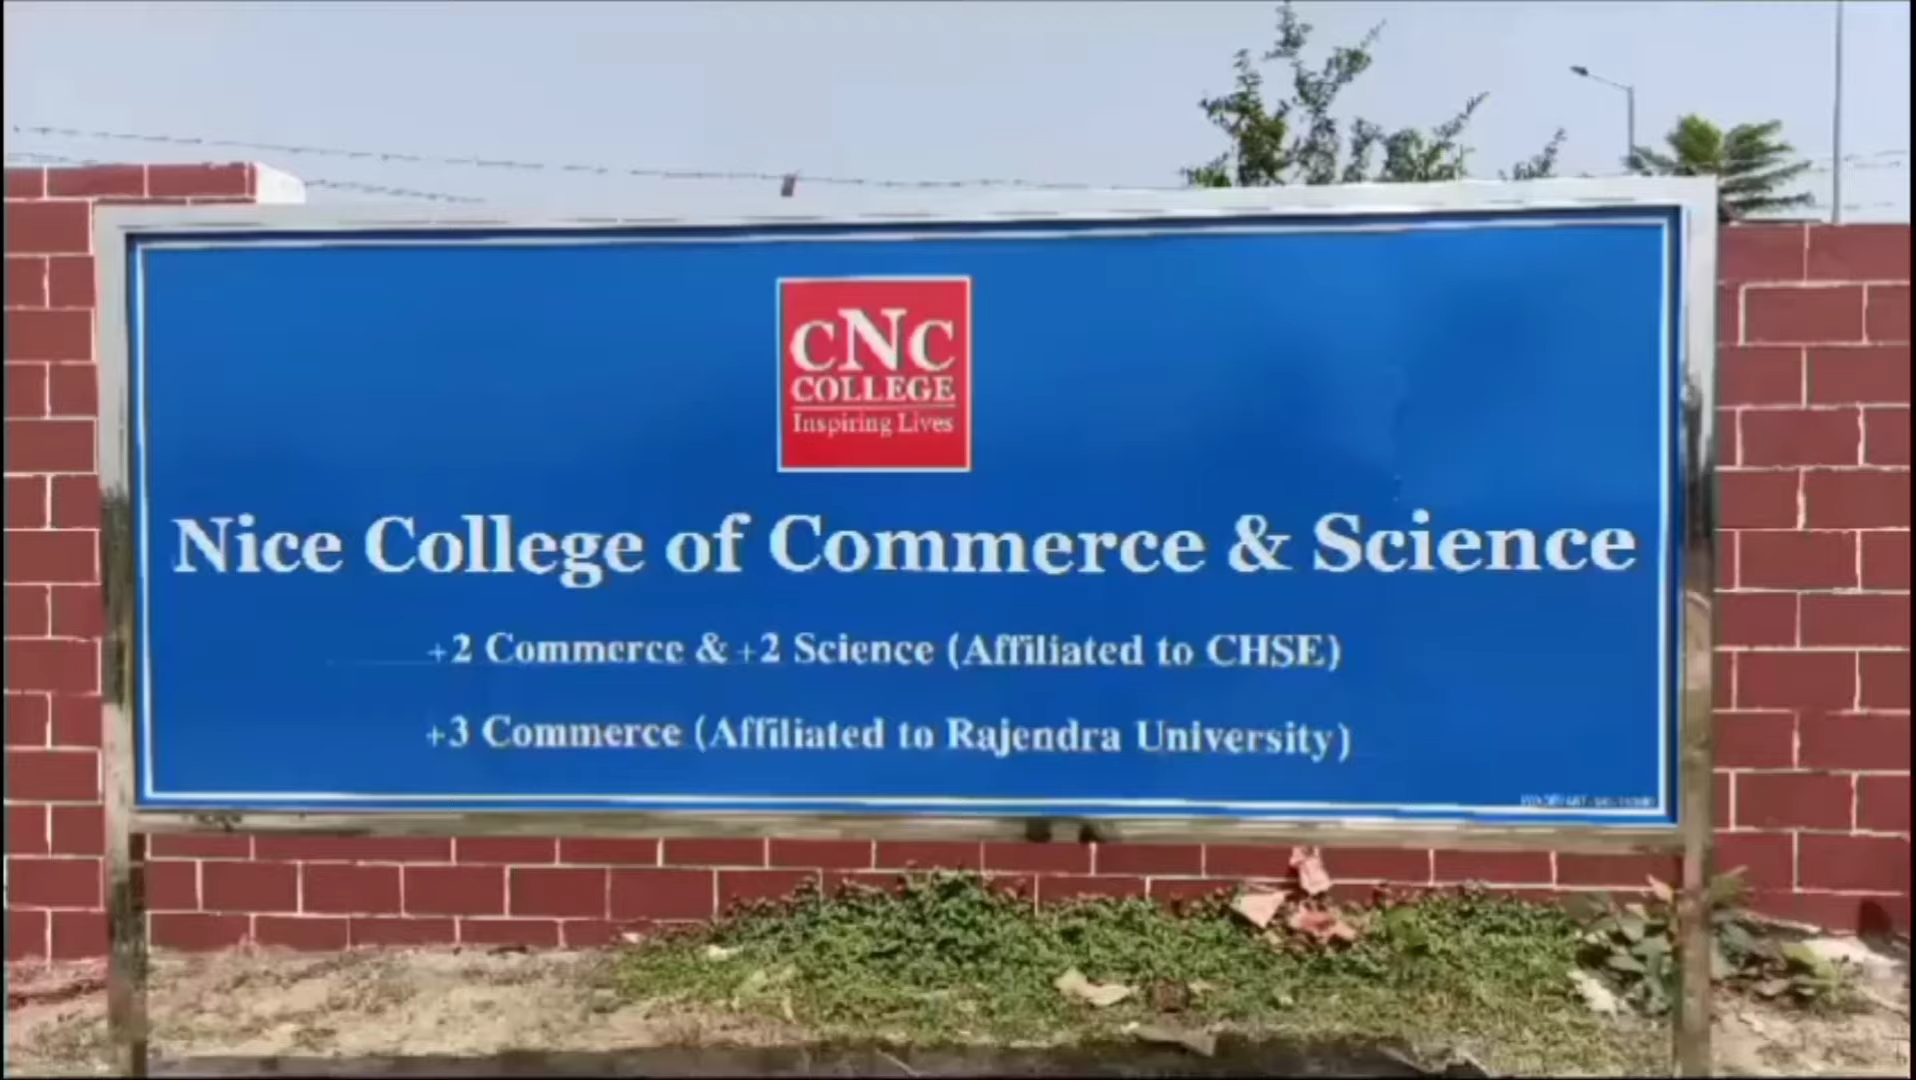 CNC
COLLEGE
Inspiring Lives
Nice College of Commerce & Science
+2 Commerce & +2 Science (Affiliated to CHSE)
+3 Commerce (Affiliated to Rajendra University)